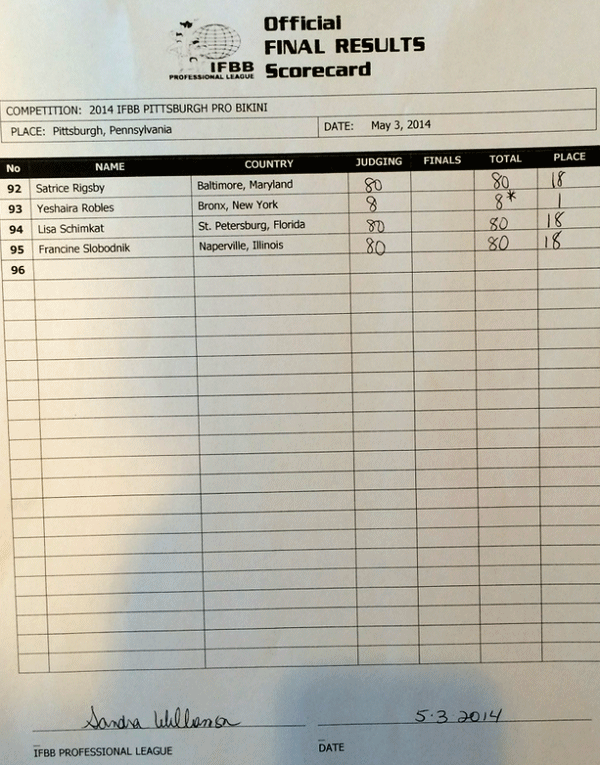 Official
FINAL RESULTS
Scorecard
IFBB
PROFESSIONAL LEAGUE
COMPETITION: 2014 IFBB PITTSBURGH PRO BIKINI
PLACE: Pittsburgh, Pennsylvania DATE: May 3, 2014
No NAME COUNTRY JUDGING FINALS TOTAL PLACE
92 Satrice Rigsby Baltimore, Maryland 80 80 18
93 Yeshaira Robles Bronx, New York 8 8* 1
94 Lisa Schimkat St. Petersburg, Florida 80 80 18
95 Francine Slobodnik Naperville, Illinois 80 80 18
96
Sandra Williamson 5.3.2014
IFBB PROFESSIONAL LEAGUE DATE